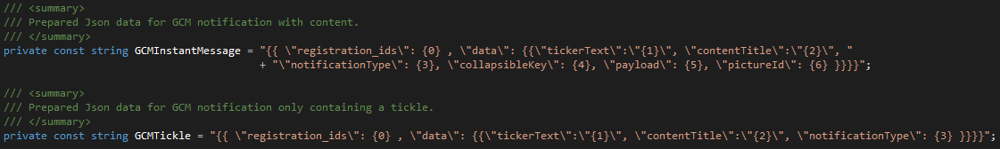 /// <summary>
/// Prepared Json data for GCM notification with content.
/// </summary>
private const string GCMInstantMessage = "{{ \"registration_ids\": {0} , \"data\": {{\"tickerText\":\"{1}\", \"contentTitle\":\"{2}\", "
+ "\"notificationType\": {3}, \"collapsibleKey\": {4}, \"payload\": {5}, \"pictureId\": {6} }}}}";
/// <summary>
/// Prepared Json data for GCM notification only containing a tickle.
/// </summary>
private const string GCMTickle = "{{ \"registration_ids\": {0} , \"data\": {{\"tickerText\":\"{1}\", \"contentTitle\":\"{2}\", \"notificationType\": {3} }}}}";